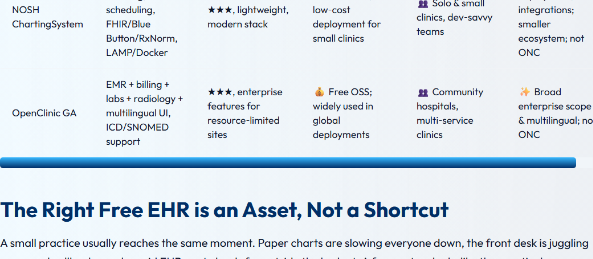 NOSH
ChartingSystem
scheduling,
FHIR/Blue
Button/RxNorm,
LAMP/Docker
★★★, lightweight,
modern stack
low-cost
deployment for
small clinics
Solo & small
clinics, dev-savvy
teams
integrations;
smaller
ecosystem; not
ONC
OpenClinic GA
EMR + billing +
labs + radiology +
multilingual UI,
ICD/SNOMED
support
★★★, enterprise
features for
resource-limited
sites
Free OSS;
widely used in
global
deployments
Community
hospitals,
multi-service
clinics
Broad
enterprise scope
& multilingual; no
ONC
The Right Free EHR is an Asset, Not a Shortcut
A small practice usually reaches the same moment. Paper charts are slowing everyone down, the front desk is juggling